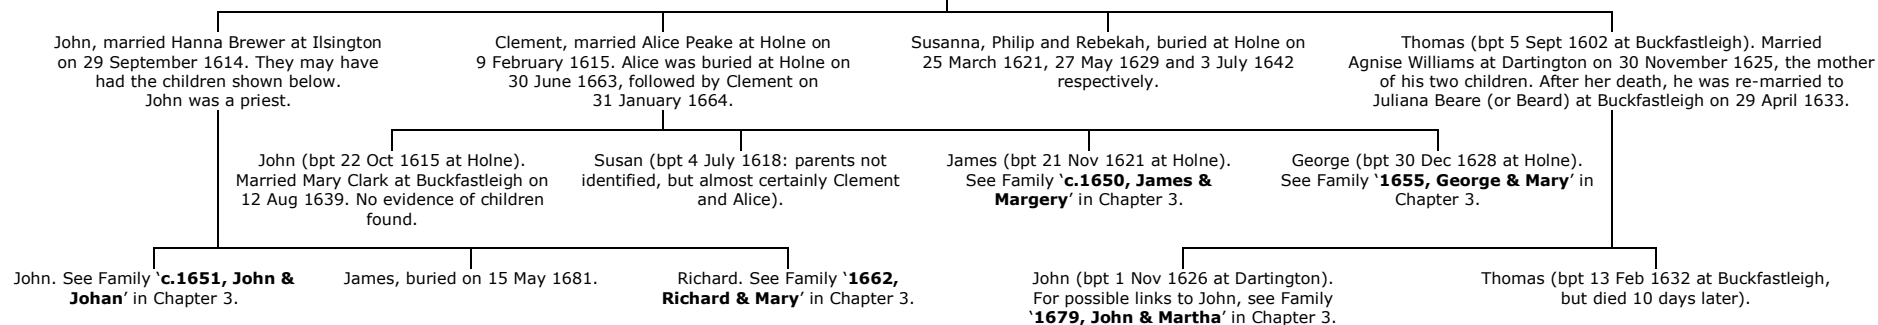 John, married Hanna Brewer at Ilsington
on 29 September 1614. They may have
had the children shown below.
John was a priest.
Clement, married Alice Peake at Holne on
9 February 1615. Alice was buried at Holne on
30 June 1663, followed by Clement on
31 January 1664.
Susanna, Philip and Rebekah, buried at Holne on
25 March 1621, 27 May 1629 and 3 July 1642
respectively.
Thomas (bpt 5 Sept 1602 at Buckfastleigh). Married
Agnise Williams at Dartington on 30 November 1625, the mother
of his two children. After her death, he was re-married to
Juliana Beare (or Beard) at Buckfastleigh on 29 April 1633.
John (bpt 22 Oct 1615 at Holne).
Married Mary Clark at Buckfastleigh on
12 Aug 1639. No evidence of children
found.
Susan (bpt 4 July 1618: parents not
identified, but almost certainly Clement
and Alice).
James (bpt 21 Nov 1621 at Holne).
See Family ‘c.1650, James &
Margery’ in Chapter 3.
George (bpt 30 Dec 1628 at Holne).
See Family ‘1655, George & Mary’ in
Chapter 3.
John. See Family ‘c.1651, John &
Johan’ in Chapter 3.
James, buried on 15 May 1681.
Richard. See Family ‘1662,
Richard & Mary’ in Chapter 3.
John (bpt 1 Nov 1626 at Dartington).
For possible links to John, see Family
‘1679, John & Martha’ in Chapter 3.
Thomas (bpt 13 Feb 1632 at Buckfastleigh,
but died 10 days later).